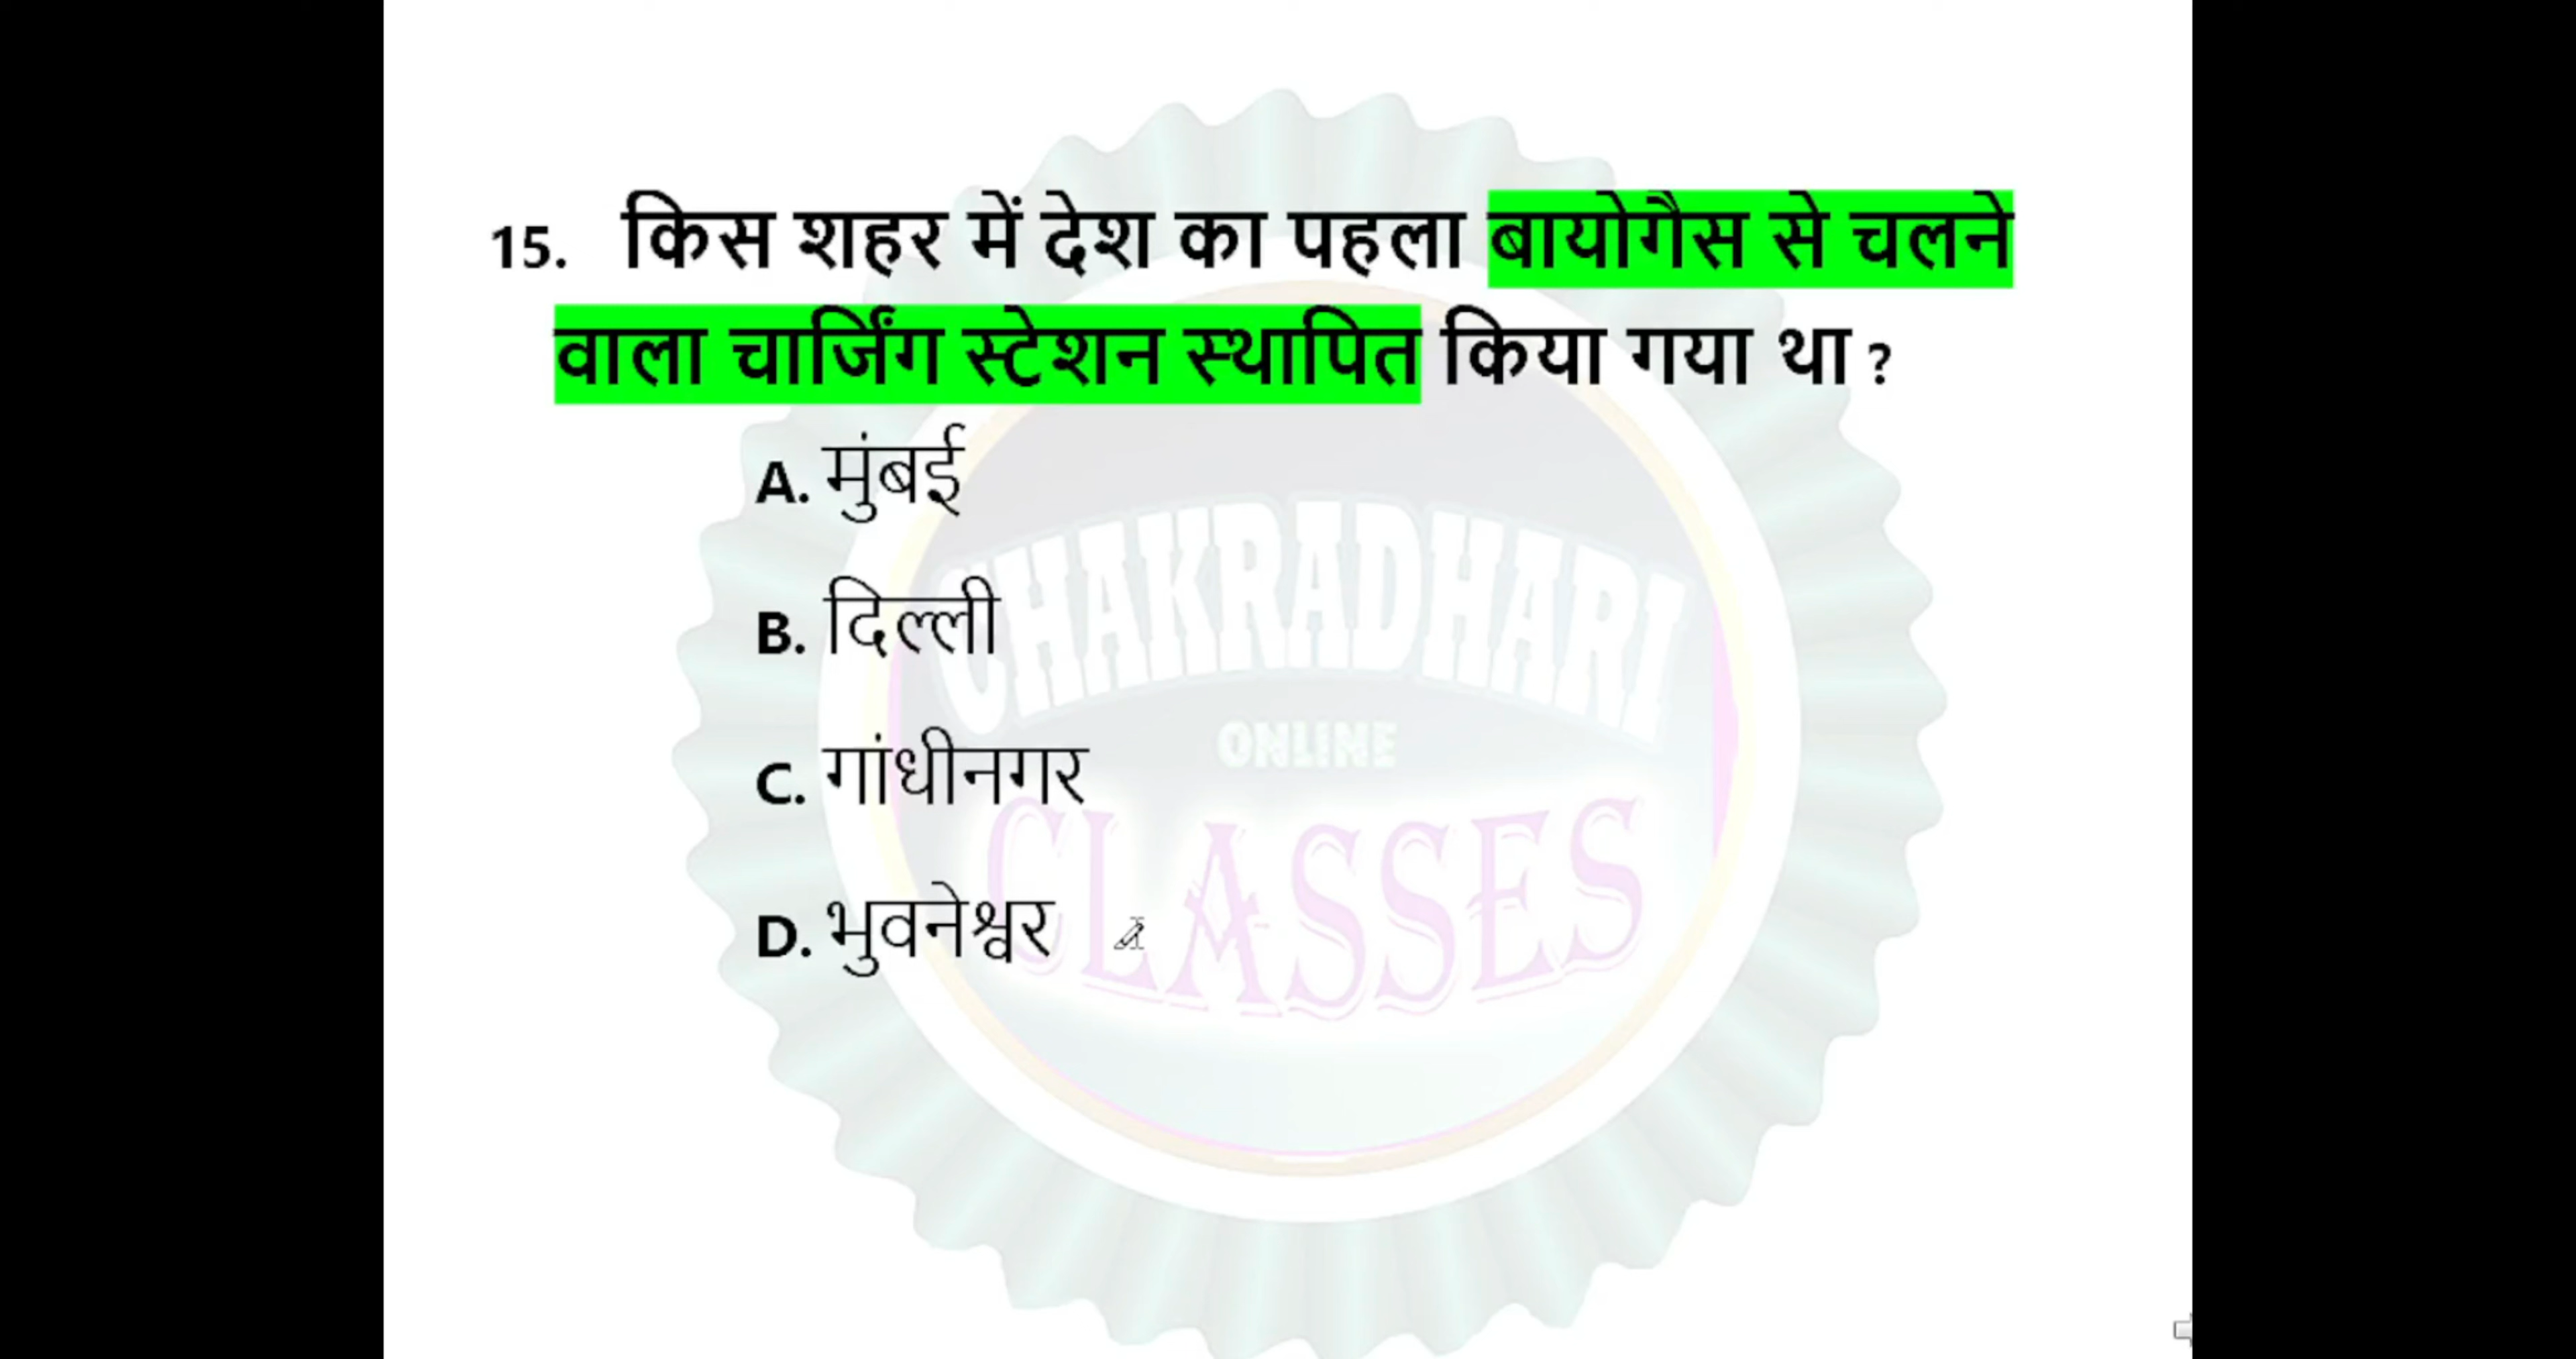 15. किस शहर में देश का पहला बायोगैस से चलने
वाला चार्जिंग स्टेशन स्थापित किया गया था ?
A. मुंबई
B. दिल्ली
C. गांधीनगर
D. भुवनेश्वर
CHAKRADHARI
ONLINE
CLASSES